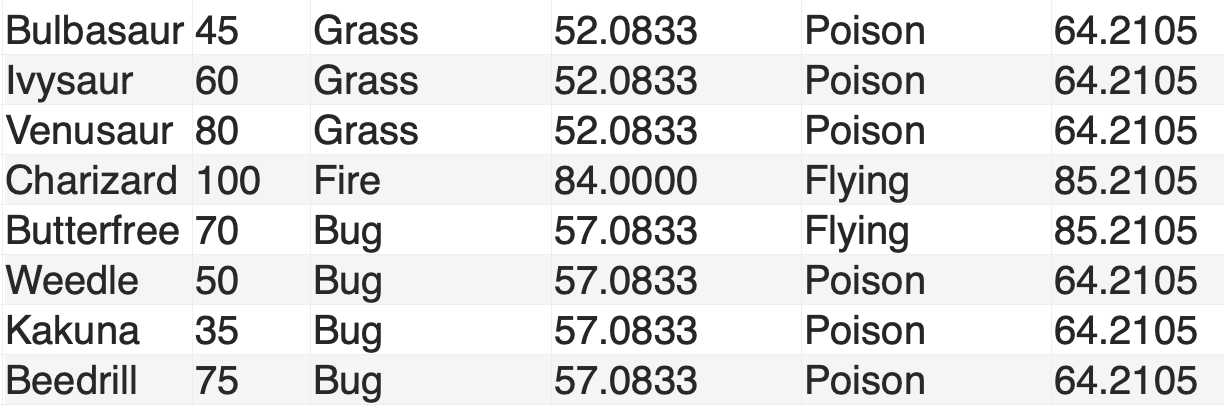 Bulbasaur 45 Grass 52.0833 Poison 64.2105
Ivysaur 60 Grass 52.0833 Poison 64.2105
Venusaur 80 Grass 52.0833 Poison 64.2105
Charizard 100 Fire 84.0000 Flying 85.2105
Butterfree 70 Bug 57.0833 Flying 85.2105
Weedle 50 Bug 57.0833 Poison 64.2105
Kakuna 35 Bug 57.0833 Poison 64.2105
Beedrill 75 Bug 57.0833 Poison 64.2105